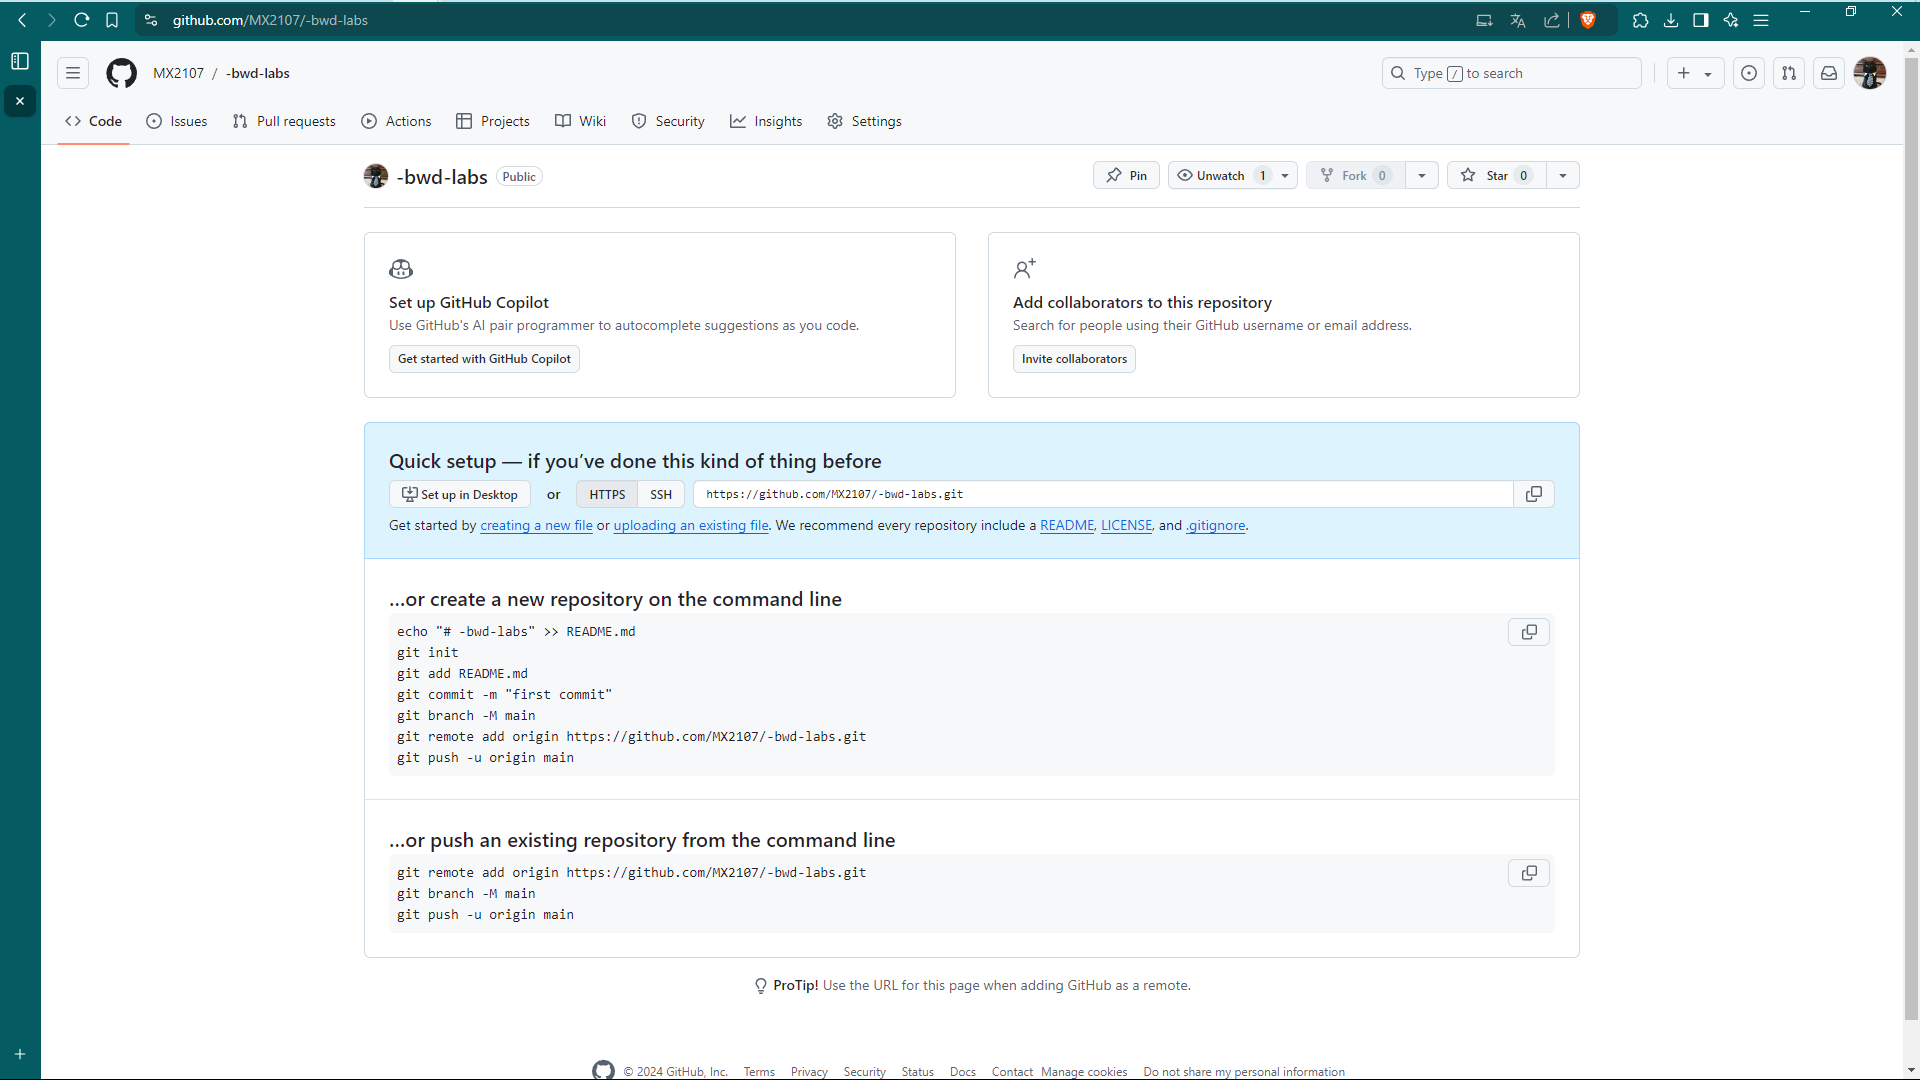 github.com/MX2107/-bwd-labs
MX2107 / -bwd-labs
Type / to search
Code Issues Pull requests Actions Projects Wiki Security Insights Settings
-bwd-labs Public
Pin Unwatch 1 Fork 0 Star 0
Set up GitHub Copilot
Use GitHub's AI pair programmer to autocomplete suggestions as you code.
Get started with GitHub Copilot
Add collaborators to this repository
Search for people using their GitHub username or email address.
Invite collaborators
Quick setup — if you’ve done this kind of thing before
Set up in Desktop or HTTPS SSH https://github.com/MX2107/-bwd-labs.git
Get started by creating a new file or uploading an existing file. We recommend every repository include a README, LICENSE, and .gitignore.
…or create a new repository on the command line
echo "# -bwd-labs" >> README.md
git init
git add README.md
git commit -m "first commit"
git branch -M main
git remote add origin https://github.com/MX2107/-bwd-labs.git
git push -u origin main
…or push an existing repository from the command line
git remote add origin https://github.com/MX2107/-bwd-labs.git
git branch -M main
git push -u origin main
ProTip! Use the URL for this page when adding GitHub as a remote.
© 2024 GitHub, Inc. Terms Privacy Security Status Docs Contact Manage cookies Do not share my personal information